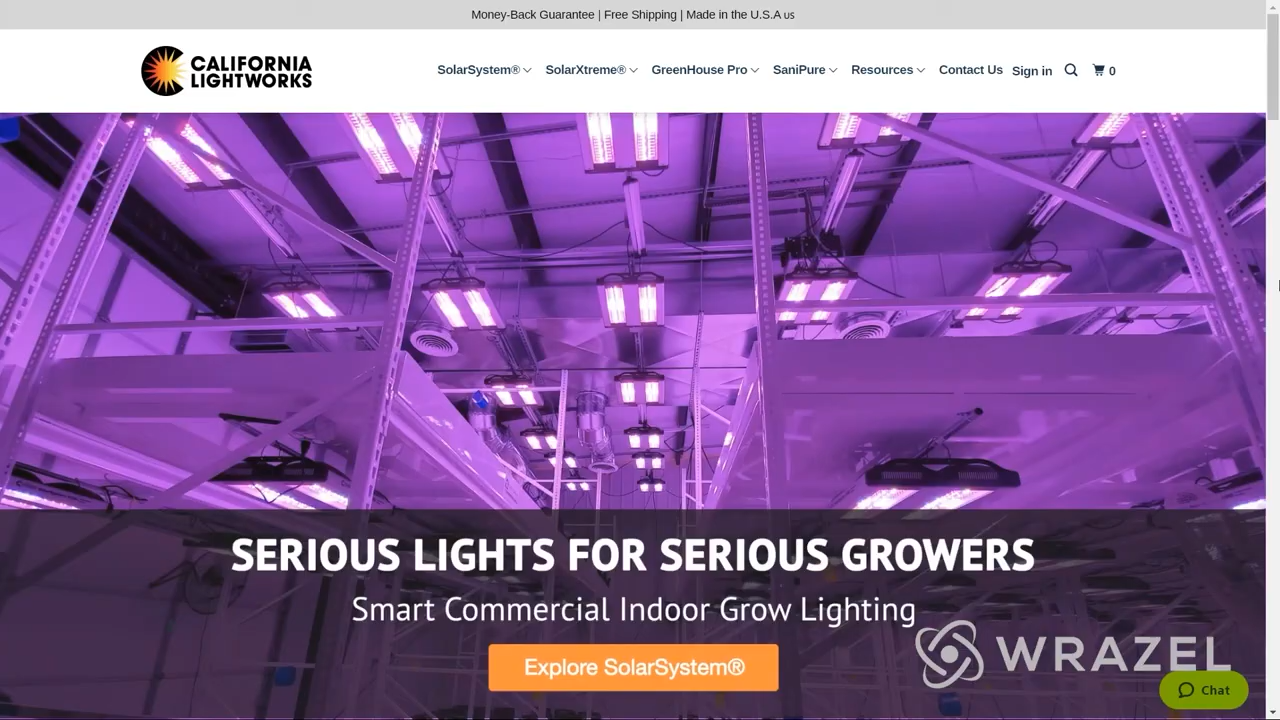 Money-Back Guarantee | Free Shipping | Made in the U.S.A us
CALIFORNIA
LIGHTWORKS
SolarSystem® SolarXtreme® GreenHouse Pro SaniPure Resources Contact Us Sign in 0
SERIOUS LIGHTS FOR SERIOUS GROWERS
Smart Commercial Indoor Grow Lighting
Explore SolarSystem®
WRAZEL
Chat